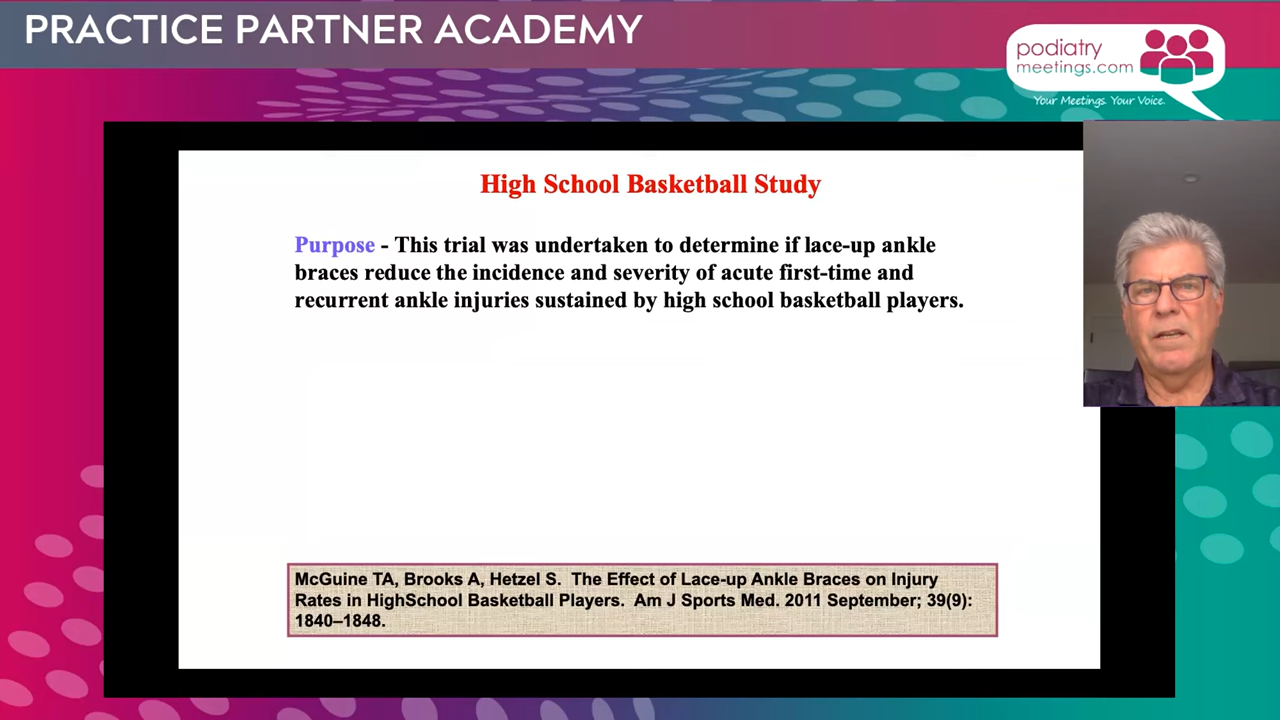 PRACTICE PARTNER ACADEMY
podiatry
meetings.com
Your Meetings. Your Voice.
High School Basketball Study
Purpose - This trial was undertaken to determine if lace-up ankle
braces reduce the incidence and severity of acute first-time and
recurrent ankle injuries sustained by high school basketball players.
McGuine TA, Brooks A, Hetzel S. The Effect of Lace-up Ankle Braces on Injury
Rates in HighSchool Basketball Players. Am J Sports Med. 2011 September; 39(9):
1840–1848.